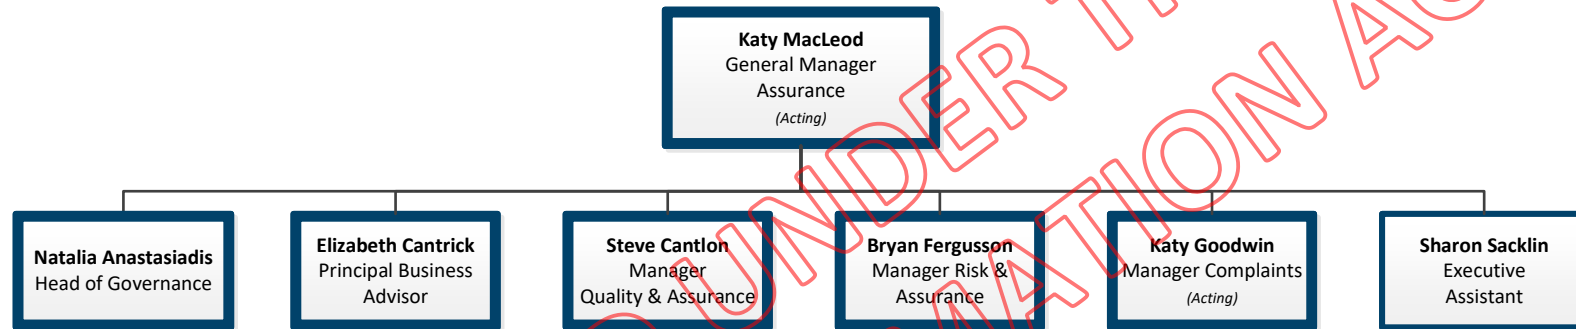 Katy MacLeod
General Manager
Assurance
(Acting)
Natalia Anastasiadis
Head of Governance
Elizabeth Cantrick
Principal Business
Advisor
Steve Cantlon
Manager
Quality & Assurance
Bryan Fergusson
Manager Risk &
Assurance
Katy Goodwin
Manager Complaints
(Acting)
Sharon Sacklin
Executive
Assistant
UNDER